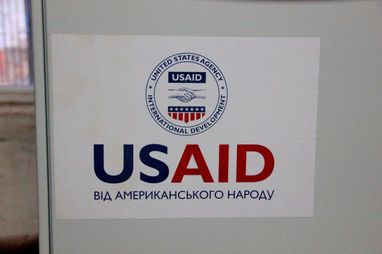 UNITED STATES AGENCY
USAID
INTERNATIONAL DEVELOPMENT
USAID
ВІД АМЕРИКАНСЬКОГО НАРОДУ